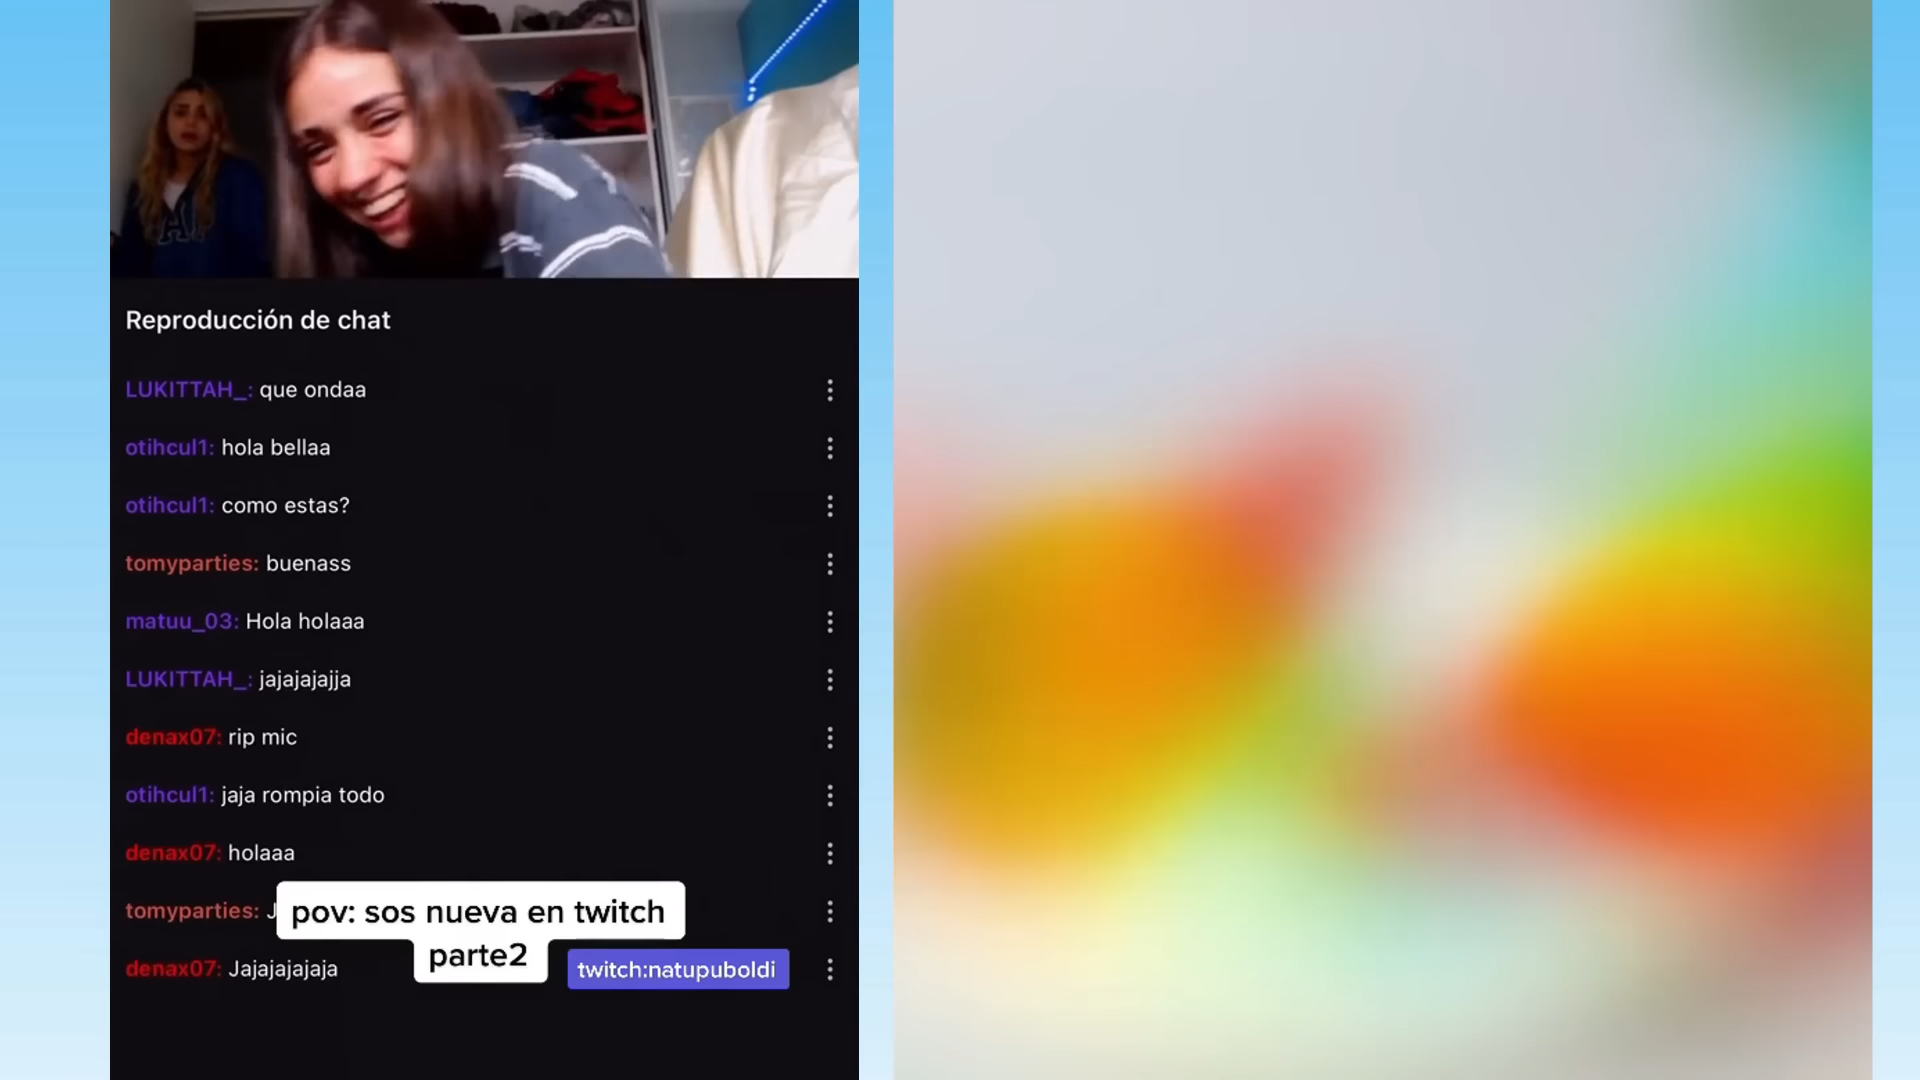 Reproducción de chat
LUKITTAH_: que ondaa
otihcul1: hola bellaa
otihcul1: como estas?
tomyparties: buenass
matuu_03: Hola holaaa
LUKITTAH_: jajajajajja
denax07: rip mic
otihcul1: jaja rompia todo
denax07: holaaa
tomyparties:
pov: sos nueva en twitch
parte2
denax07: Jajajajajaja
twitch:natupuboldi